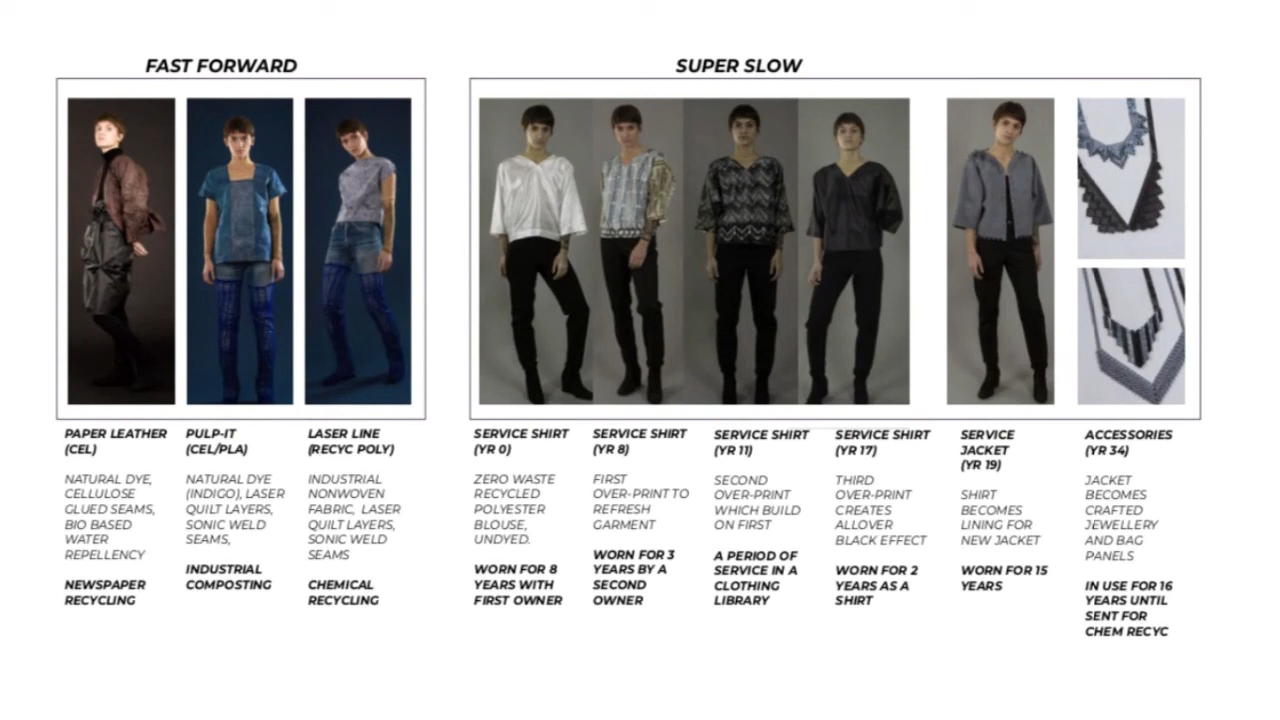 FAST FORWARD
SUPER SLOW
PAPER LEATHER
(CEL)
NATURAL DYE,
CELLULOSE
GLUED SEAMS,
BIO BASED
WATER
REPELLENCY
NEWSPAPER
RECYCLING
PULP-IT
(CEL/PLA)
NATURAL DYE
(INDIGO), LASER
QUILT LAYERS,
SONIC WELD
SEAMS,
INDUSTRIAL
COMPOSTING
LASER LINE
(RECYC POLY)
INDUSTRIAL
NONWOVEN
FABRIC, LASER
QUILT LAYERS,
SONIC WELD
SEAMS
CHEMICAL
RECYCLING
SERVICE SHIRT
(YR 0)
ZERO WASTE
RECYCLED
POLYESTER
BLOUSE,
UNDYED.
WORN FOR 8
YEARS WITH
FIRST OWNER
SERVICE SHIRT
(YR 8)
FIRST
OVER-PRINT TO
REFRESH
GARMENT
WORN FOR 3
YEARS BY A
SECOND
OWNER
SERVICE SHIRT
(YR 11)
SECOND
OVER-PRINT
WHICH BUILD
ON FIRST
A PERIOD OF
SERVICE IN A
CLOTHING
LIBRARY
SERVICE SHIRT
(YR 17)
THIRD
OVER-PRINT
CREATES
ALLOVER
BLACK EFFECT
WORN FOR 2
YEARS AS A
SHIRT
SERVICE
JACKET
(YR 19)
SHIRT
BECOMES
LINING FOR
NEW JACKET
WORN FOR 15
YEARS
ACCESSORIES
(YR 34)
JACKET
BECOMES
CRAFTED
JEWELLERY
AND BAG
PANELS
IN USE FOR 16
YEARS UNTIL
SENT FOR
CHEM RECYC